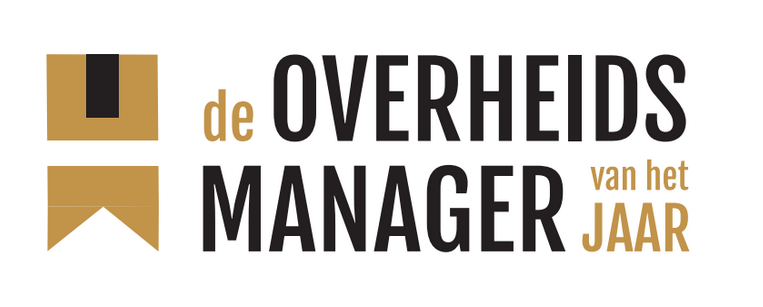 de OVERHEIDS
MANAGER van het
JAAR